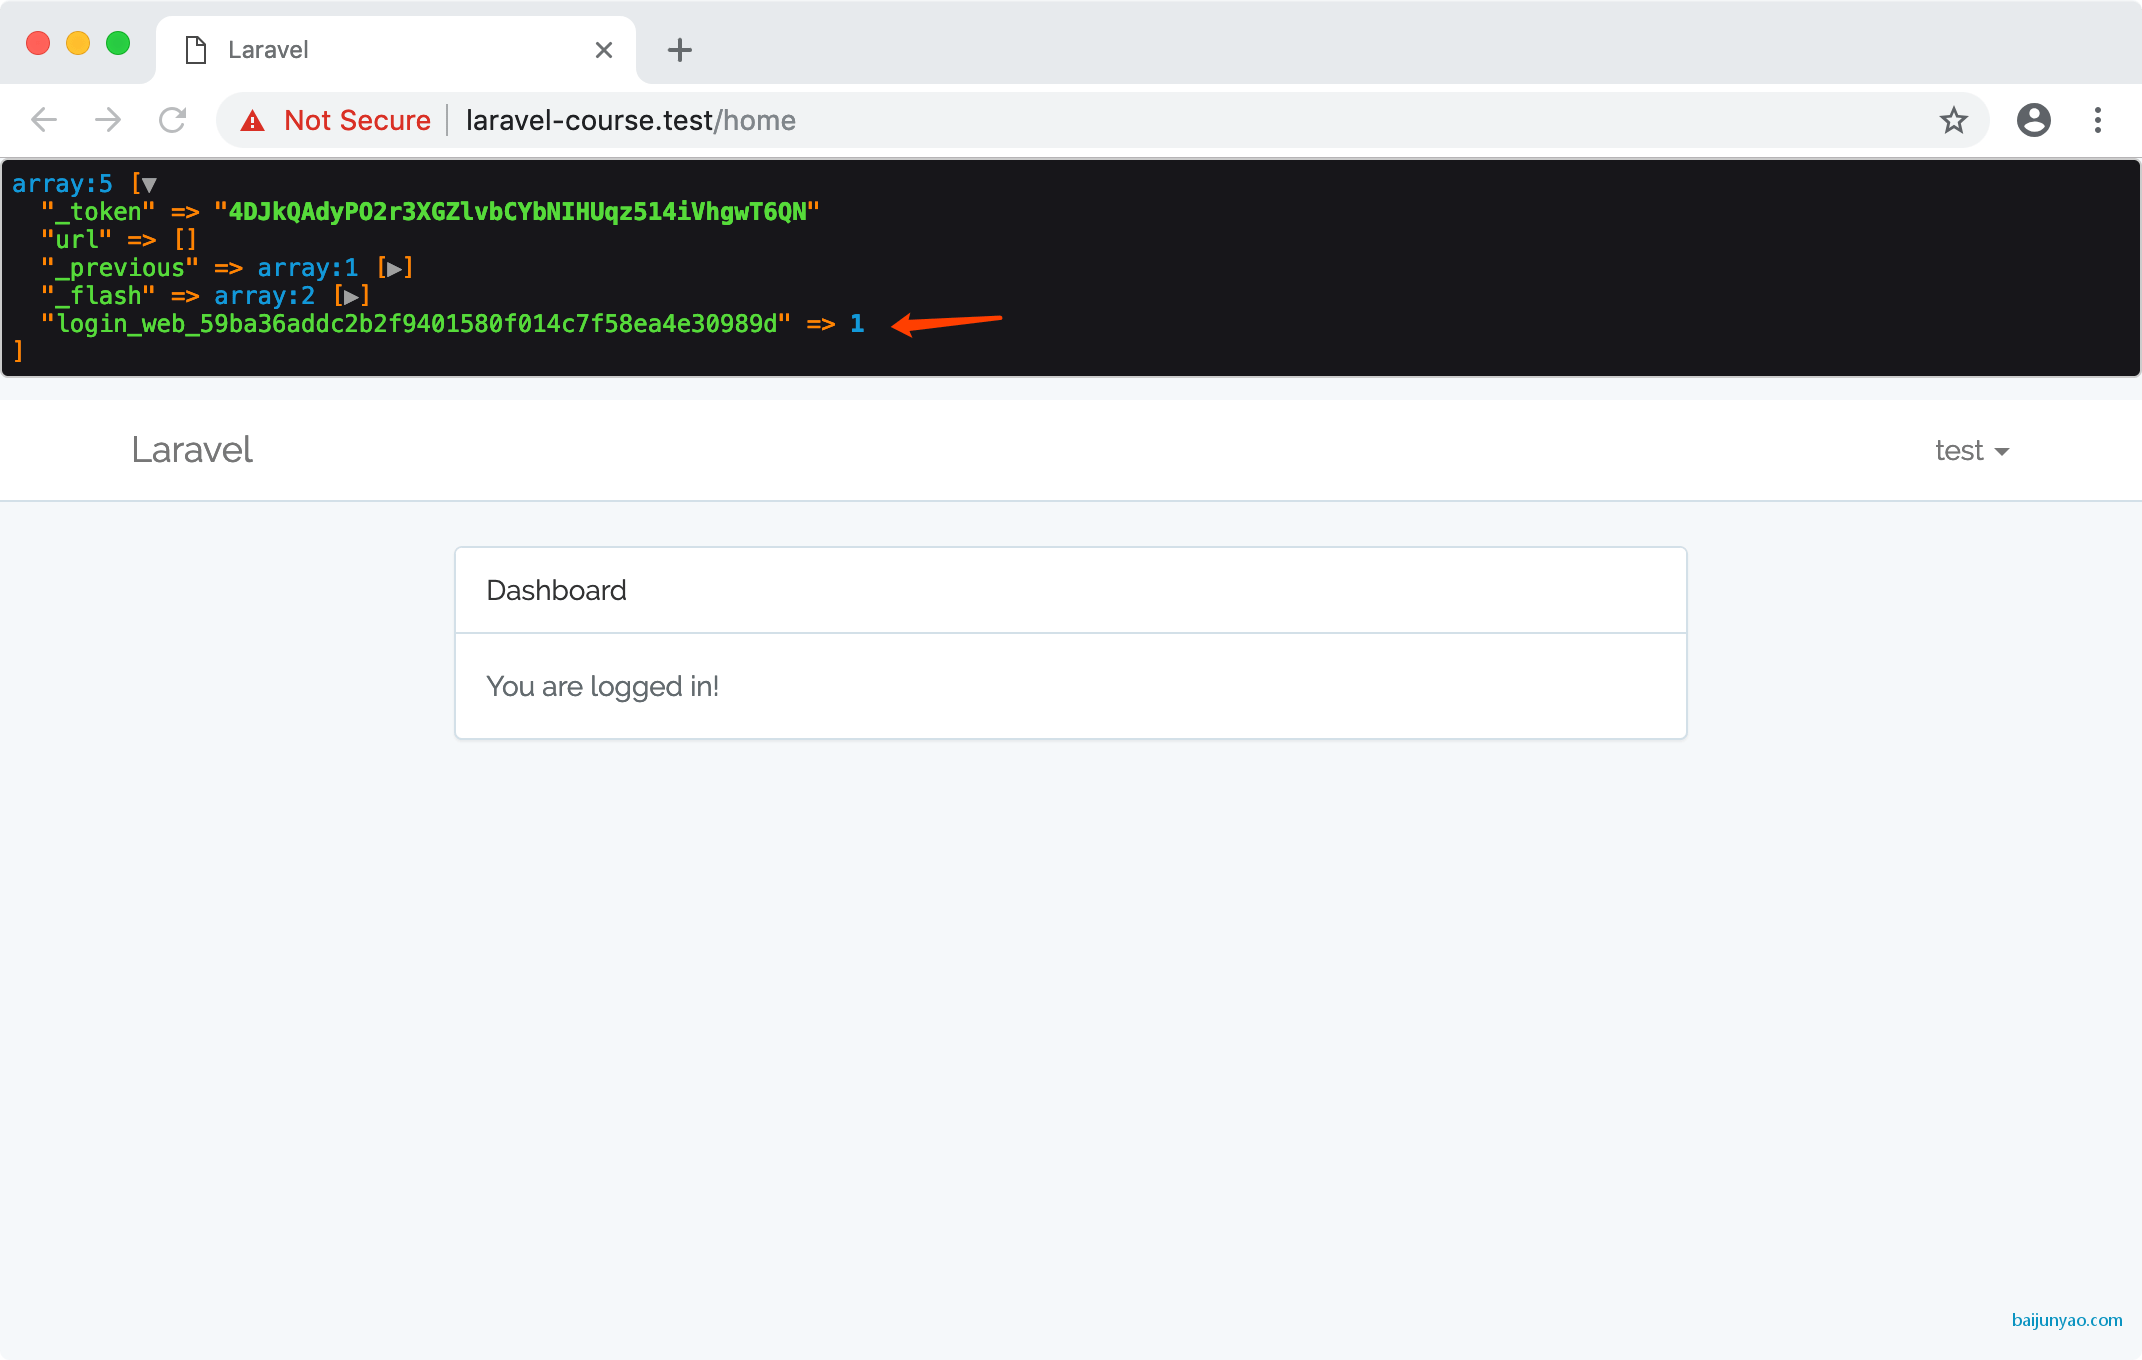 Laravel
Not Secure laravel-course.test/home
array:5 [▼
"_token" => "4DJkQAdyPO2r3XGZlvbCYbNIHUqz514iVhgwT6QN"
"url" => []
"_previous" => array:1 [▶]
"_flash" => array:2 [▶]
"login_web_59ba36addc2b2f9401580f014c7f58ea4e30989d" => 1
]
Laravel test
Dashboard
You are logged in!
baijunyao.com